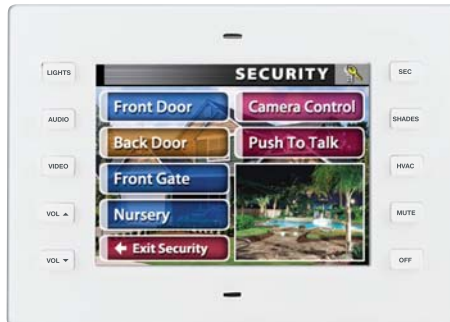 SECURITY
LIGHTS
AUDIO
VIDEO
VOL ▲
VOL ▼
Front Door
Back Door
Front Gate
Nursery
← Exit Security
Camera Control
Push To Talk
SEC
SHADES
HVAC
MUTE
OFF